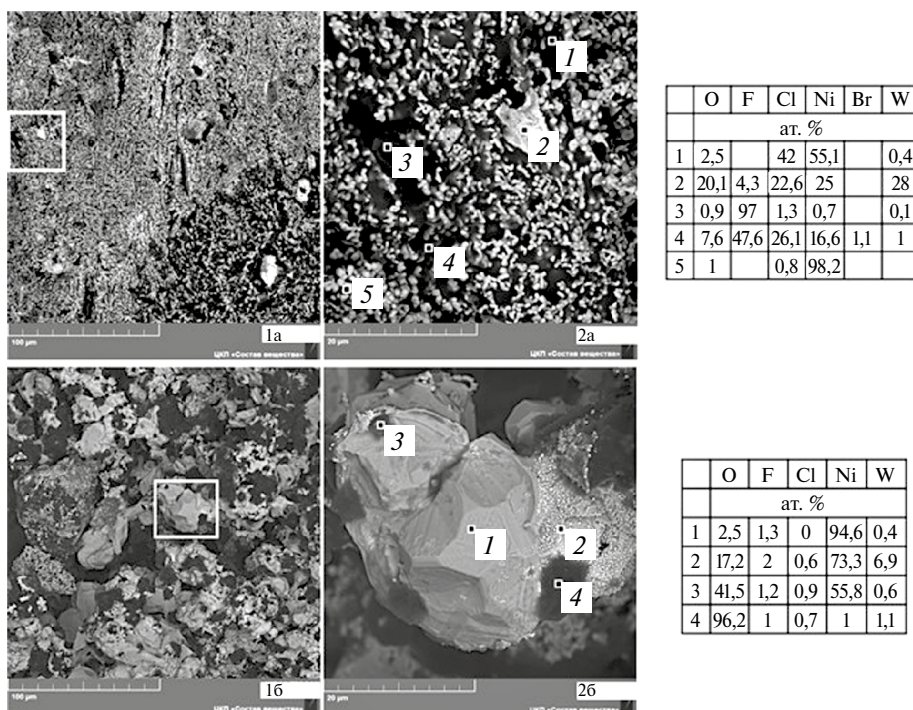 1
2
3
4
5
100 μm
1a
20 μm
2a
ЦКП «Состав вещества»
ЦКП «Состав вещества»
O F Cl Ni Br W
ат. %
1 2,5 42 55,1 0,4
2 20,1 4,3 22,6 25 28
3 0,9 97 1,3 0,7 0,1
4 7,6 47,6 26,1 16,6 1,1 1
5 1 0,8 98,2
3
1
2
4
100 μm
1б
20 μm
2б
ЦКП «Состав вещества»
ЦКП «Состав вещества»
O F Cl Ni W
ат. %
1 2,5 1,3 0 94,6 0,4
2 17,2 2 0,6 73,3 6,9
3 41,5 1,2 0,9 55,8 0,6
4 96,2 1 0,7 1 1,1